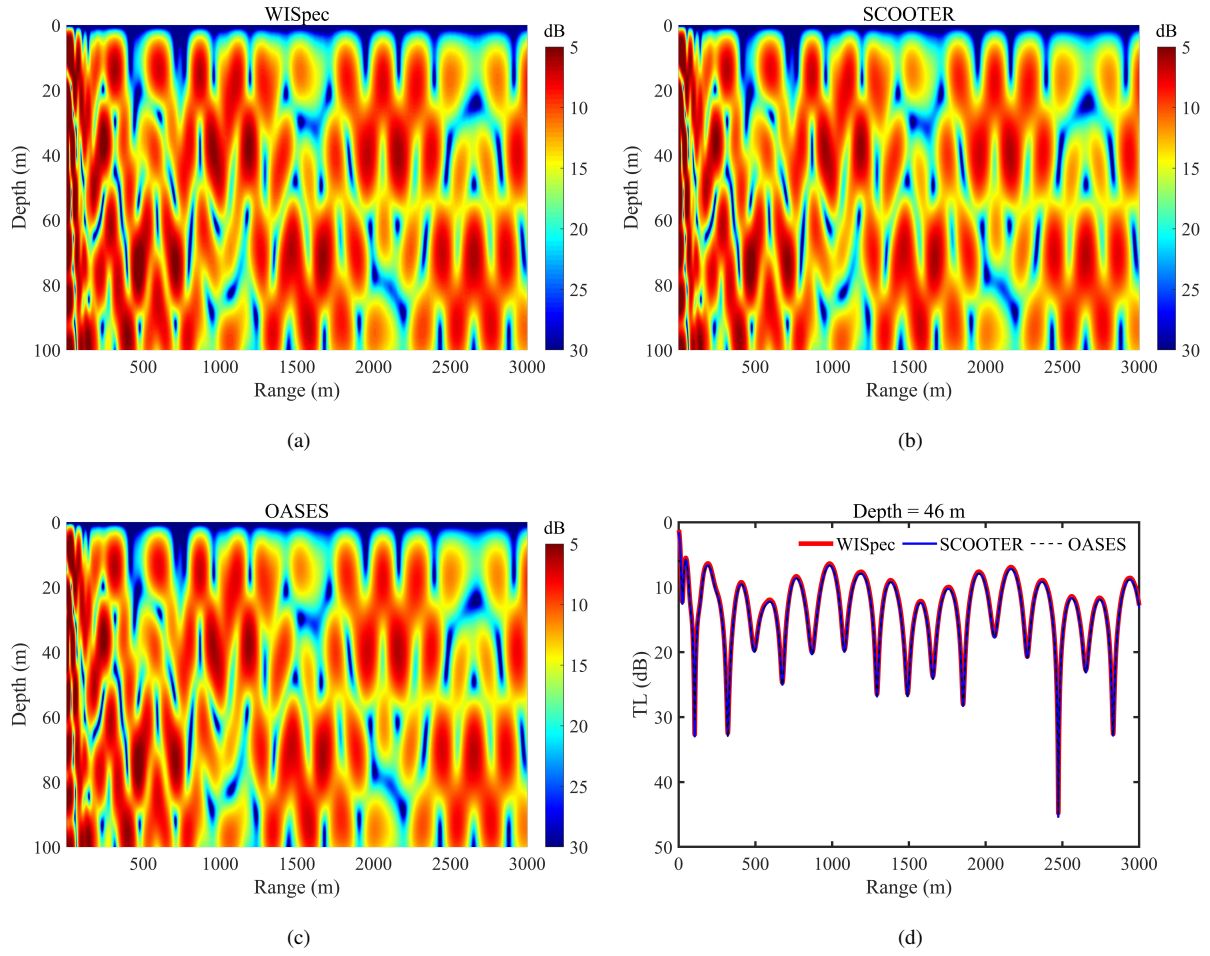 WISpec
dB
0
20
40
60
80
100
Depth (m)
500 1000 1500 2000 2500 3000
Range (m)
5
10
15
20
25
30
(a)
SCOOTER
dB
0
20
40
60
80
100
Depth (m)
500 1000 1500 2000 2500 3000
Range (m)
5
10
15
20
25
30
(b)
OASES
dB
0
20
40
60
80
100
Depth (m)
500 1000 1500 2000 2500 3000
Range (m)
5
10
15
20
25
30
(c)
Depth = 46 m
WISpec SCOOTER OASES
0
10
20
30
40
50
TL (dB)
0 500 1000 1500 2000 2500 3000
Range (m)
(d)